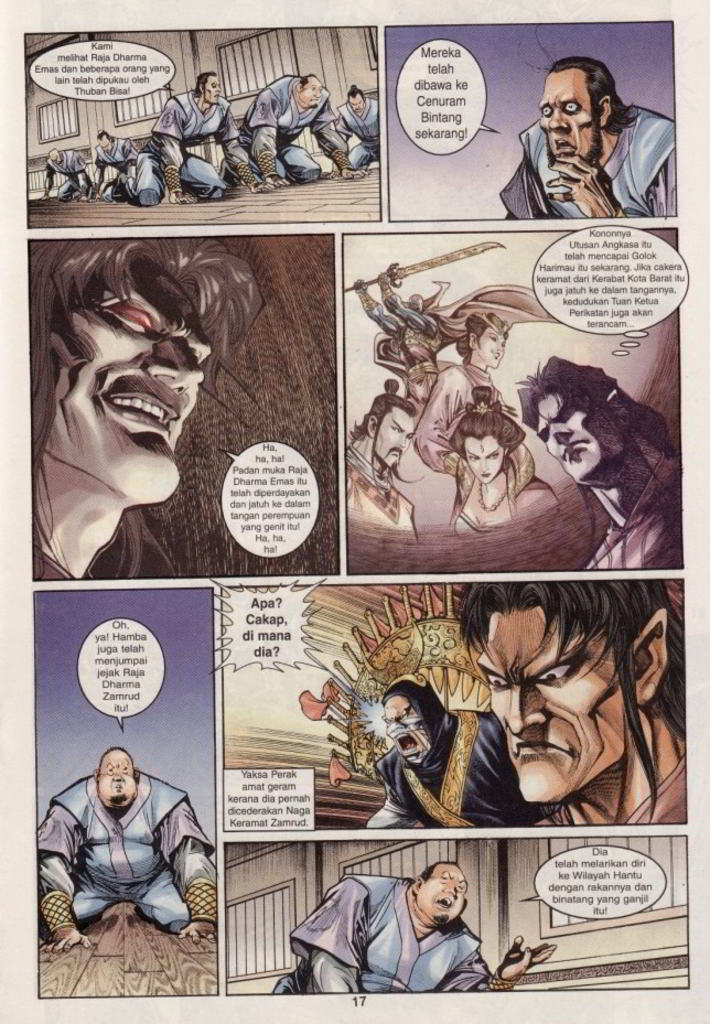 Kami
melihat Raja Dharma
Emas dan beberapa orang yang
lain telah dipukau oleh
Thuban Bisa!
Mereka
telah
dibawa ke
Cenuram
Bintang
sekarang!
Ha,
ha, ha!
Padan muka Raja
Dharma Emas itu
telah diperdayakan
dan jatuh ke dalam
tangan perempuan
yang genit itu!
Ha, ha,
ha!
Kononnya
Utusan Angkasa itu
telah mencapai Golok
Harimau itu sekarang. Jika cakera
keramat dari Kerabat Kota Barat itu
juga jatuh ke dalam tangannya,
kedudukan Tuan Ketua
Perikatan juga akan
terancam...
Oh,
ya! Hamba
juga telah
menjumpai
jejak Raja
Dharma
Zamrud
itu!
Apa?
Cakap,
di mana
dia?
Yaksa Perak
amat geram
kerana dia pernah
dicederakan Naga
Keramat Zamrud.
Dia
telah melarikan diri
ke Wilayah Hantu
dengan rakannya dan
binatang yang ganjil
itu!
17